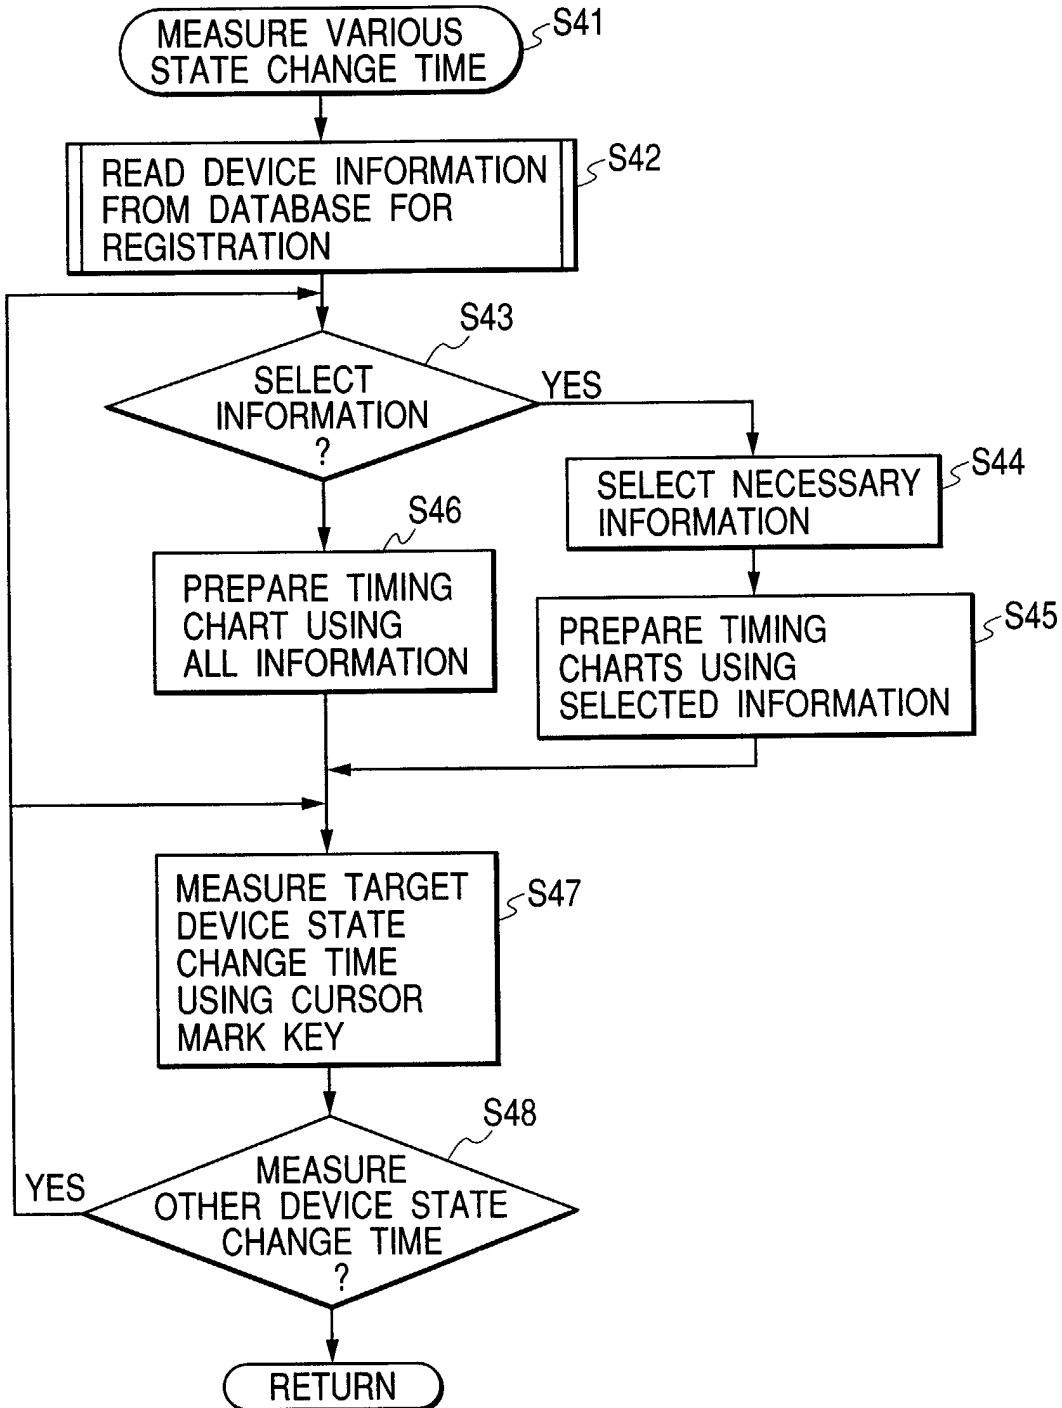 MEASURE VARIOUS
STATE CHANGE TIME
S41
READ DEVICE INFORMATION
FROM DATABASE FOR
REGISTRATION
S42
S43
SELECT
INFORMATION
?
YES
S44
SELECT NECESSARY
INFORMATION
S46
PREPARE TIMING
CHART USING
ALL INFORMATION
S45
PREPARE TIMING
CHARTS USING
SELECTED INFORMATION
MEASURE TARGET
DEVICE STATE
CHANGE TIME
USING CURSOR
MARK KEY
S47
S48
MEASURE
OTHER DEVICE STATE
CHANGE TIME
?
YES
RETURN